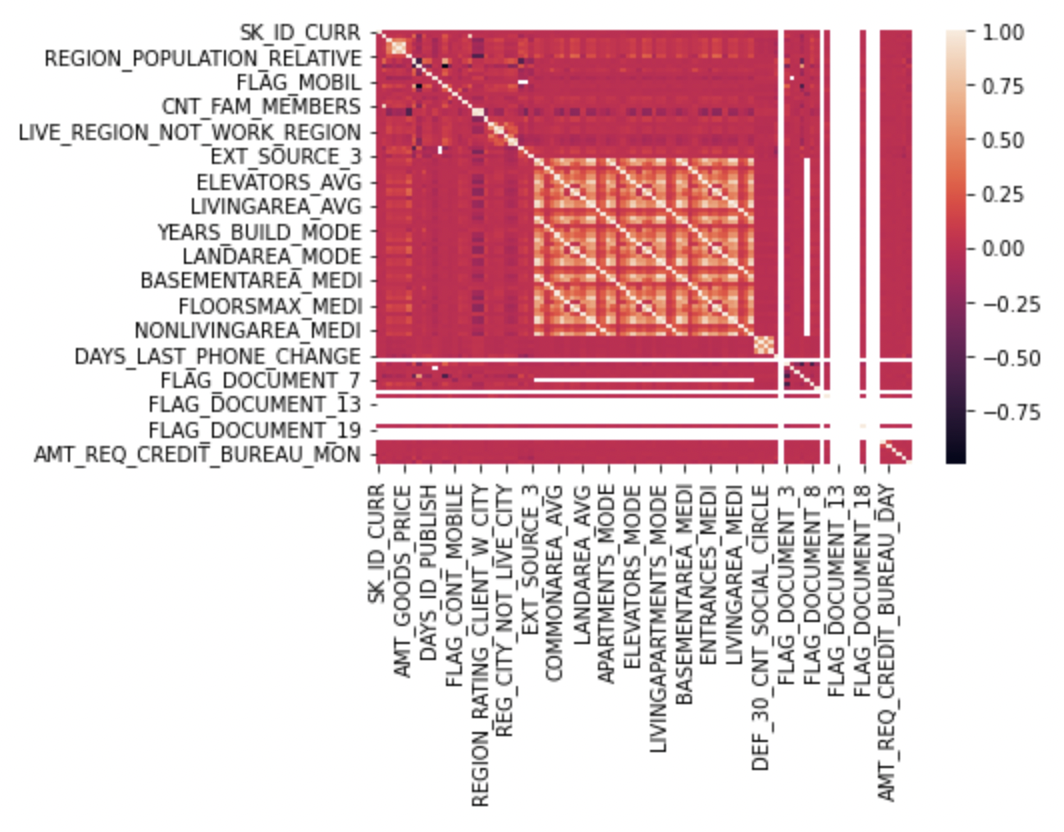 SK_ID_CURR
REGION_POPULATION_RELATIVE
FLAG_MOBIL
CNT_FAM_MEMBERS
LIVE_REGION_NOT_WORK_REGION
EXT_SOURCE_3
ELEVATORS_AVG
LIVINGAREA_AVG
YEARS_BUILD_MODE
LANDAREA_MODE
BASEMENTAREA_MEDI
FLOORSMAX_MEDI
NONLIVINGAREA_MEDI
DAYS_LAST_PHONE_CHANGE
FLAG_DOCUMENT_7
FLAG_DOCUMENT_13
FLAG_DOCUMENT_19
AMT_REQ_CREDIT_BUREAU_MON
SK_ID_CURR
AMT_GOODS_PRICE
DAYS_ID_PUBLISH
FLAG_CONT_MOBILE
REGION_RATING_CLIENT_W_CITY
REG_CITY_NOT_LIVE_CITY
EXT_SOURCE_3
COMMONAREA_AVG
LANDAREA_AVG
APARTMENTS_MODE
ELEVATORS_MODE
LIVINGAPARTMENTS_MODE
BASEMENTAREA_MEDI
ENTRANCES_MEDI
LIVINGAREA_MEDI
DEF_30_CNT_SOCIAL_CIRCLE
FLAG_DOCUMENT_3
FLAG_DOCUMENT_8
FLAG_DOCUMENT_13
FLAG_DOCUMENT_18
AMT_REQ_CREDIT_BUREAU_DAY
1.00
0.75
0.50
0.25
0.00
−0.25
−0.50
−0.75